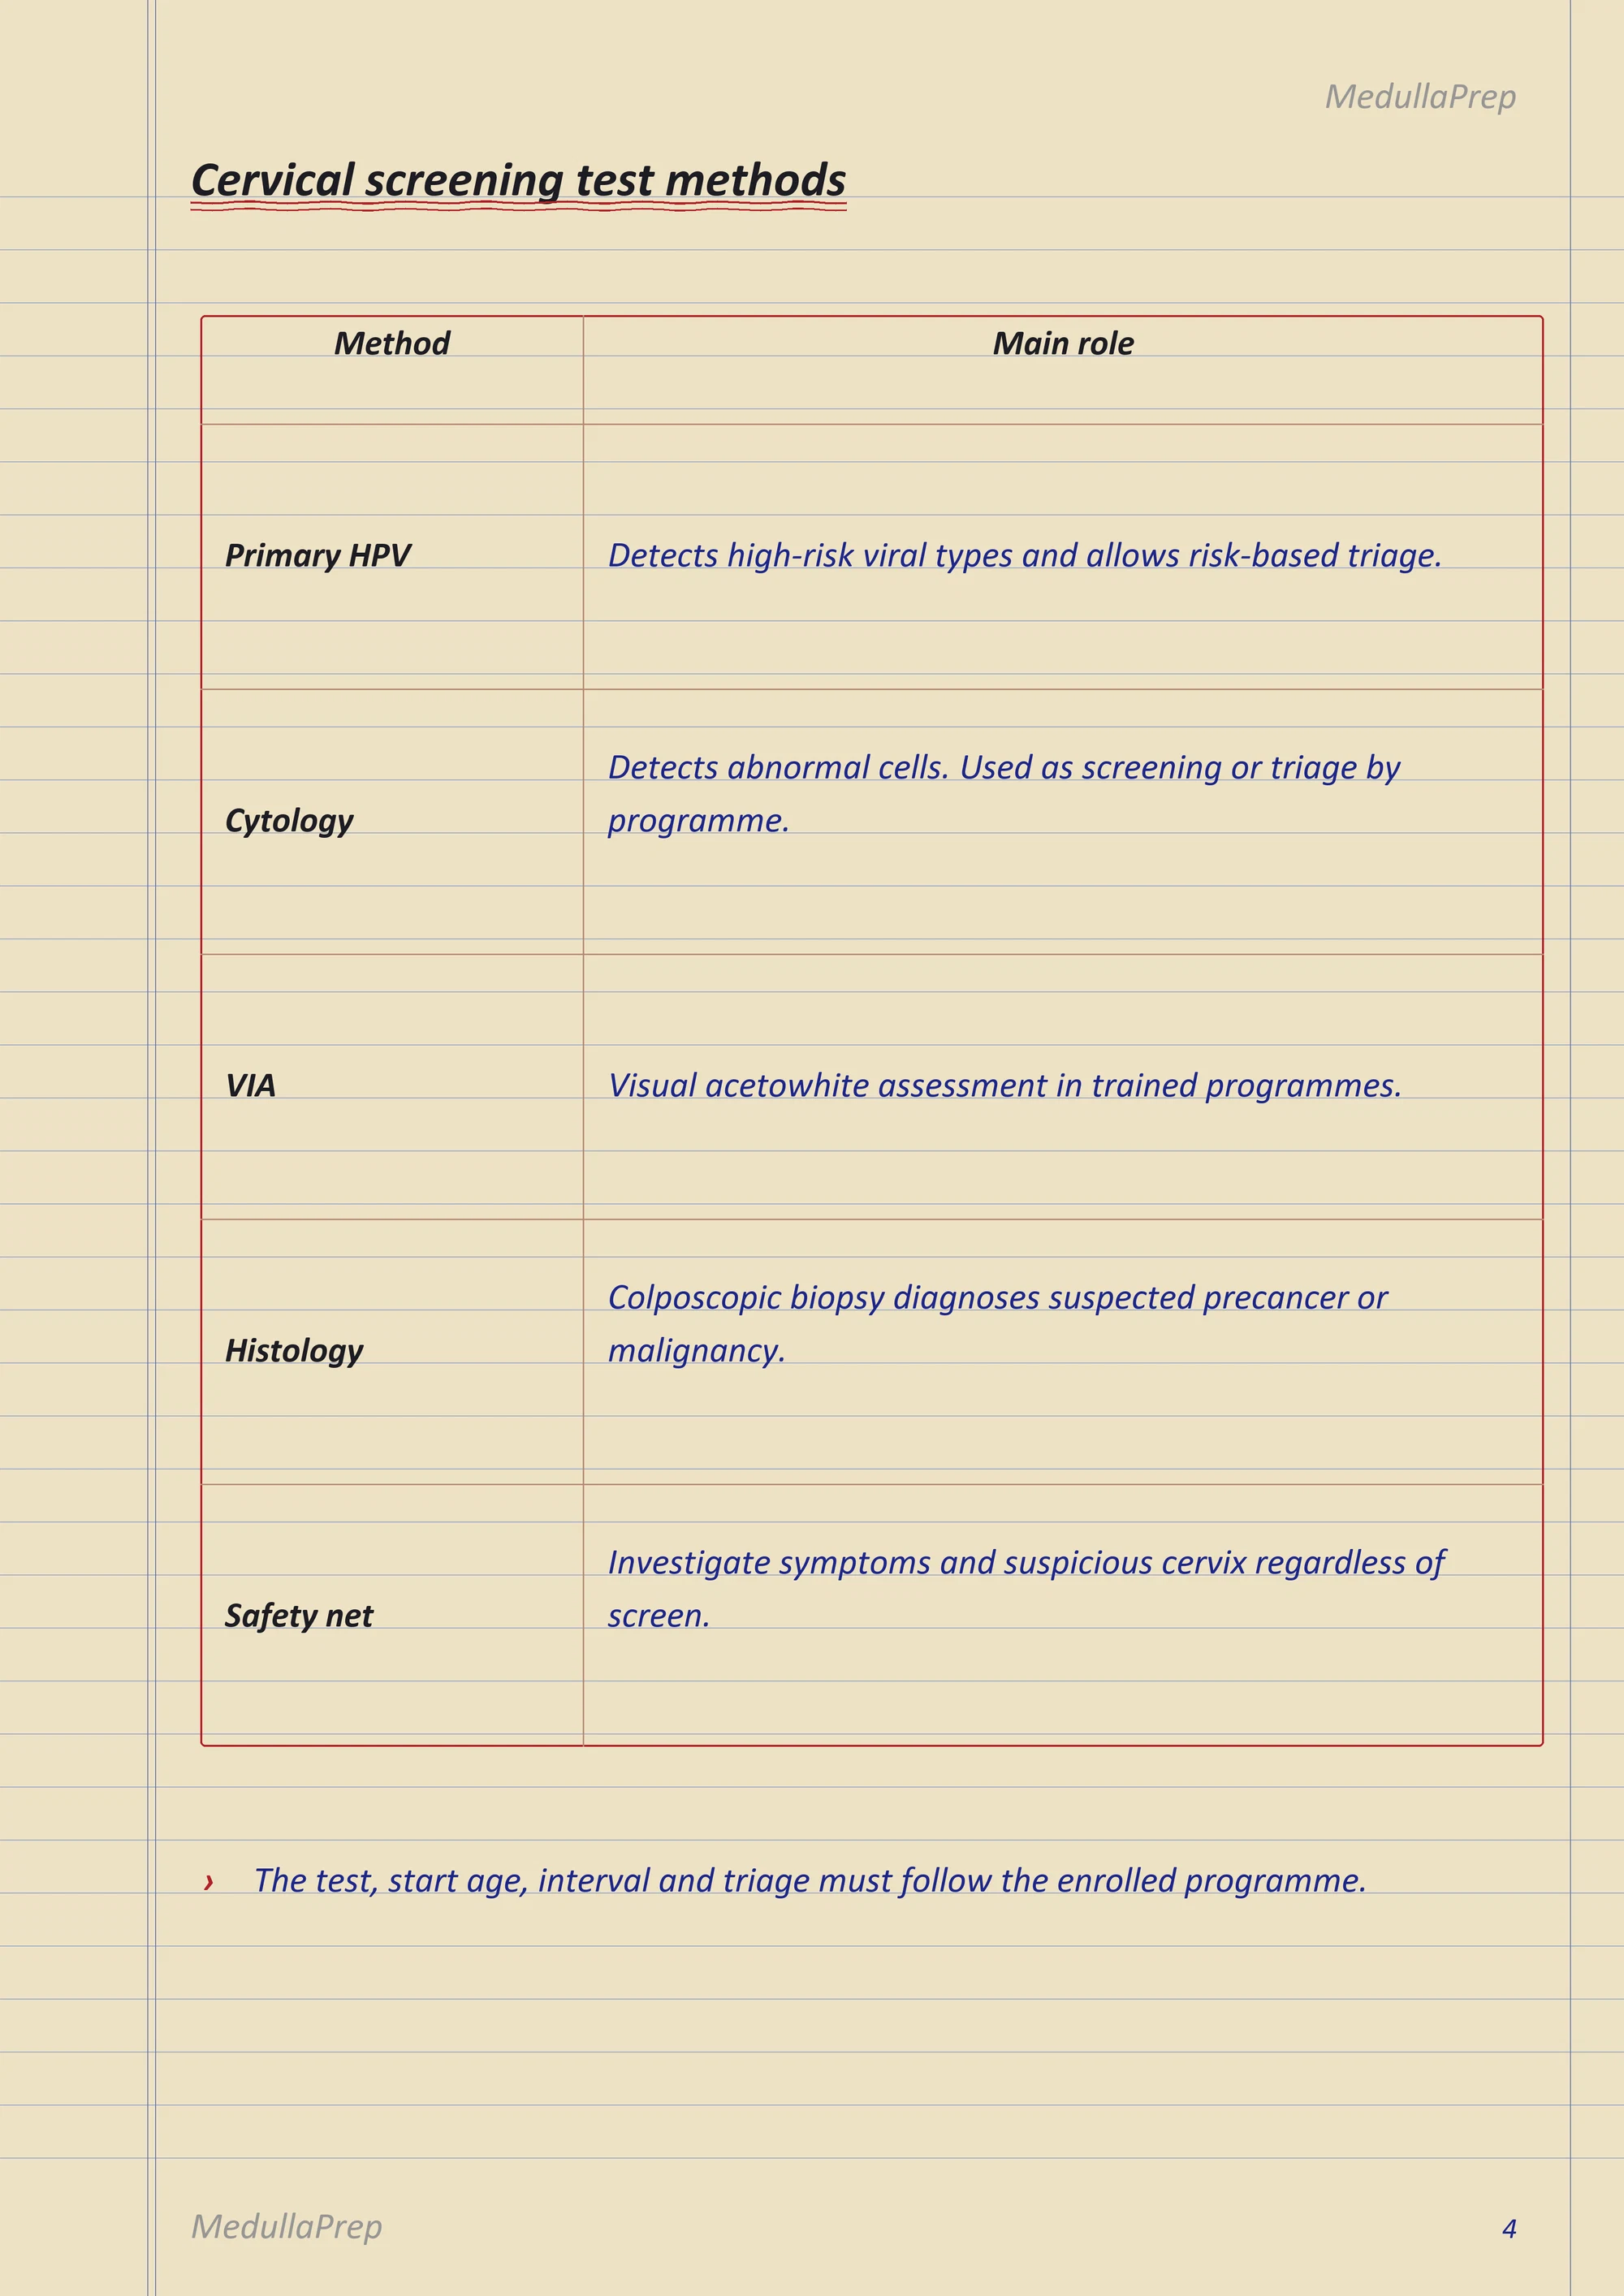 MedullaPrep
Cervical screening test methods
Method Main role
Primary HPV Detects high-risk viral types and allows risk-based triage.
Detects abnormal cells. Used as screening or triage by
Cytology programme.
VIA Visual acetowhite assessment in trained programmes.
Colposcopic biopsy diagnoses suspected precancer or
Histology malignancy.
Investigate symptoms and suspicious cervix regardless of
Safety net screen.
› The test, start age, interval and triage must follow the enrolled programme.
MedullaPrep 4